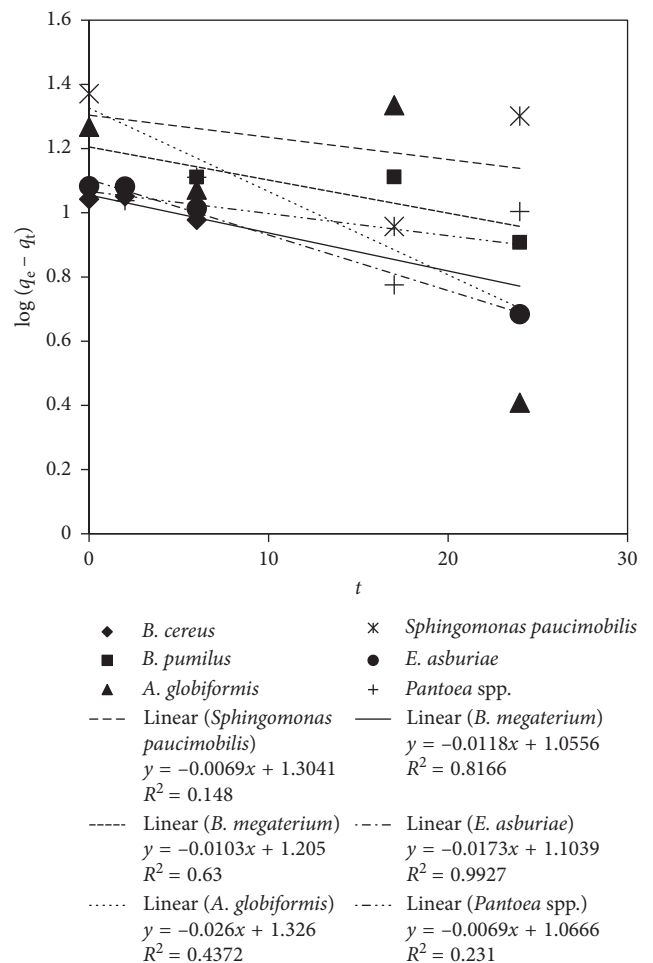 1.6
1.4
1.2
1
0.8
0.6
0.4
0.2
0
log (qe – qt)
0
10
20
30
t
B. cereus
B. pumilus
A. globiformis
Sphingomonas paucimobilis
E. asburiae
Pantoea spp.
Linear (Sphingomonas
paucimobilis)
y = –0.0069x + 1.3041
R² = 0.148
Linear (B. megaterium)
y = –0.0118x + 1.0556
R² = 0.8166
Linear (B. megaterium)
y = –0.0103x + 1.205
R² = 0.63
Linear (E. asburiae)
y = –0.0173x + 1.1039
R² = 0.9927
Linear (A. globiformis)
y = –0.026x + 1.326
R² = 0.4372
Linear (Pantoea spp.)
y = –0.0069x + 1.0666
R² = 0.231